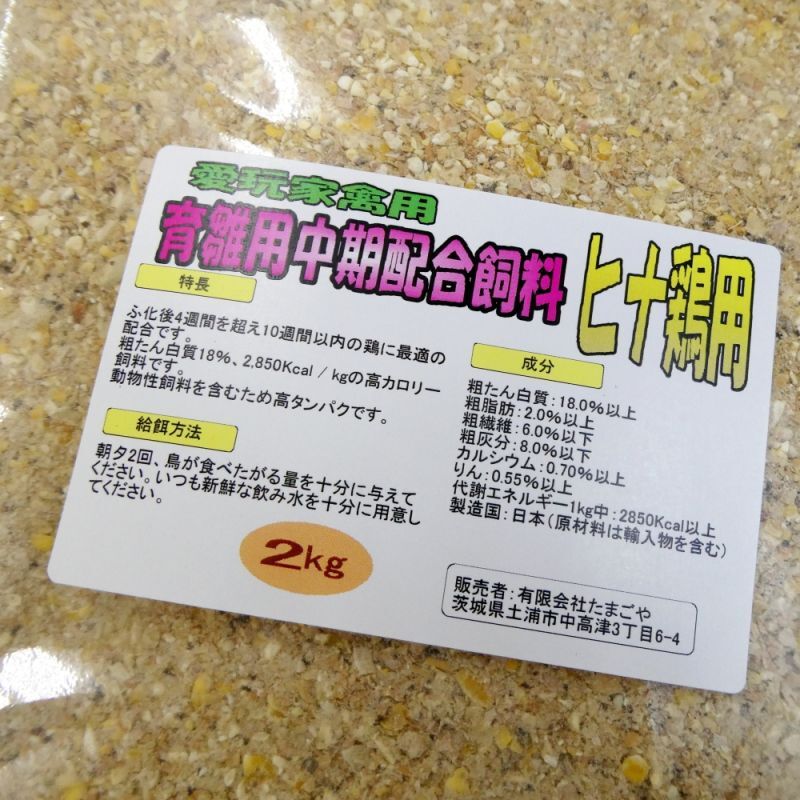 愛玩家禽用
育雛用中期配合飼料 ヒナ鶏用
特長
ふ化後4週間を超え10週間以内の鶏に最適の
配合です。
粗たん白質18%、2,850Kcal / kgの高カロリー
飼料です。
動物性飼料を含むため高タンパクです。
給餌方法
朝夕2回、鳥が食べたがる量を十分に与えて
ください。いつも新鮮な飲み水を十分に用意し
てください。
2kg
成分
粗たん白質:18.0%以上
粗脂肪:2.0%以上
粗繊維:6.0%以下
粗灰分:8.0%以下
カルシウム:0.70%以上
りん:0.55%以上
代謝エネルギー1kg中:2850Kcal以上
製造国:日本(原材料は輸入物を含む)
販売者:有限会社たまごや
茨城県土浦市中高津3丁目6-4